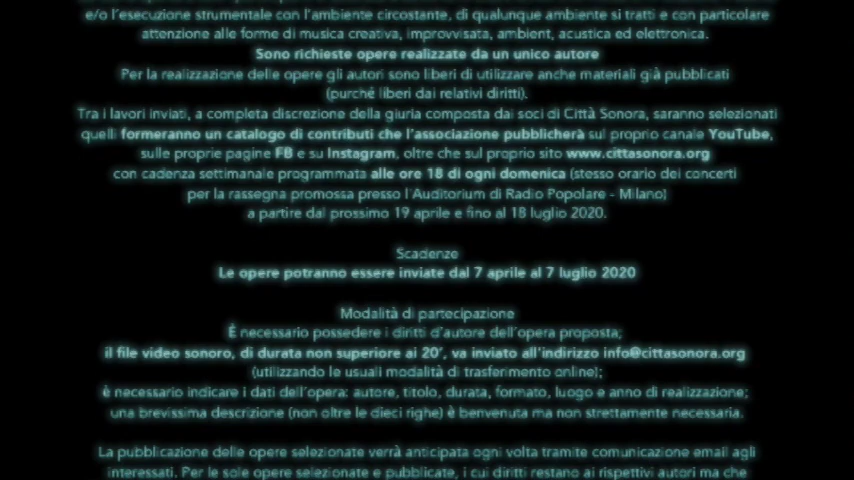 e/o l'esecuzione strumentale con l'ambiente circostante, di qualunque ambiente si tratti e con particolare
attenzione alle forme di musica creativa, improvvisata, ambient, acustica ed elettronica.
Sono richieste opere realizzate da un unico autore
Per la realizzazione delle opere gli autori sono liberi di utilizzare anche materiali già pubblicati
(purché liberi dai relativi diritti).
Tra i lavori inviati, a completa discrezione della giuria composta dai soci di Città Sonora, saranno selezionati
quelli formeranno un catalogo di contributi che l'associazione pubblicherà sul proprio canale YouTube,
sulle proprie pagine FB e su Instagram, oltre che sul proprio sito www.cittasonora.org
con cadenza settimanale programmata alle ore 18 di ogni domenica (stesso orario dei concerti
per la rassegna promossa presso l'Auditorium di Radio Popolare - Milano)
a partire dal prossimo 19 aprile e fino al 18 luglio 2020.
Scadenze
Le opere potranno essere inviate dal 7 aprile al 7 luglio 2020
Modalità di partecipazione
È necessario possedere i diritti d'autore dell'opera proposta;
il file video sonoro, di durata non superiore ai 20', va inviato all'indirizzo info@cittasonora.org
(utilizzando le usuali modalità di trasferimento online);
è necessario indicare i dati dell'opera: autore, titolo, durata, formato, luogo e anno di realizzazione;
una brevissima descrizione (non oltre le dieci righe) è benvenuta ma non strettamente necessaria.
La pubblicazione delle opere selezionate verrà anticipata ogni volta tramite comunicazione email agli
interessati. Per le sole opere selezionate e pubblicate, i cui diritti restano ai rispettivi autori ma che